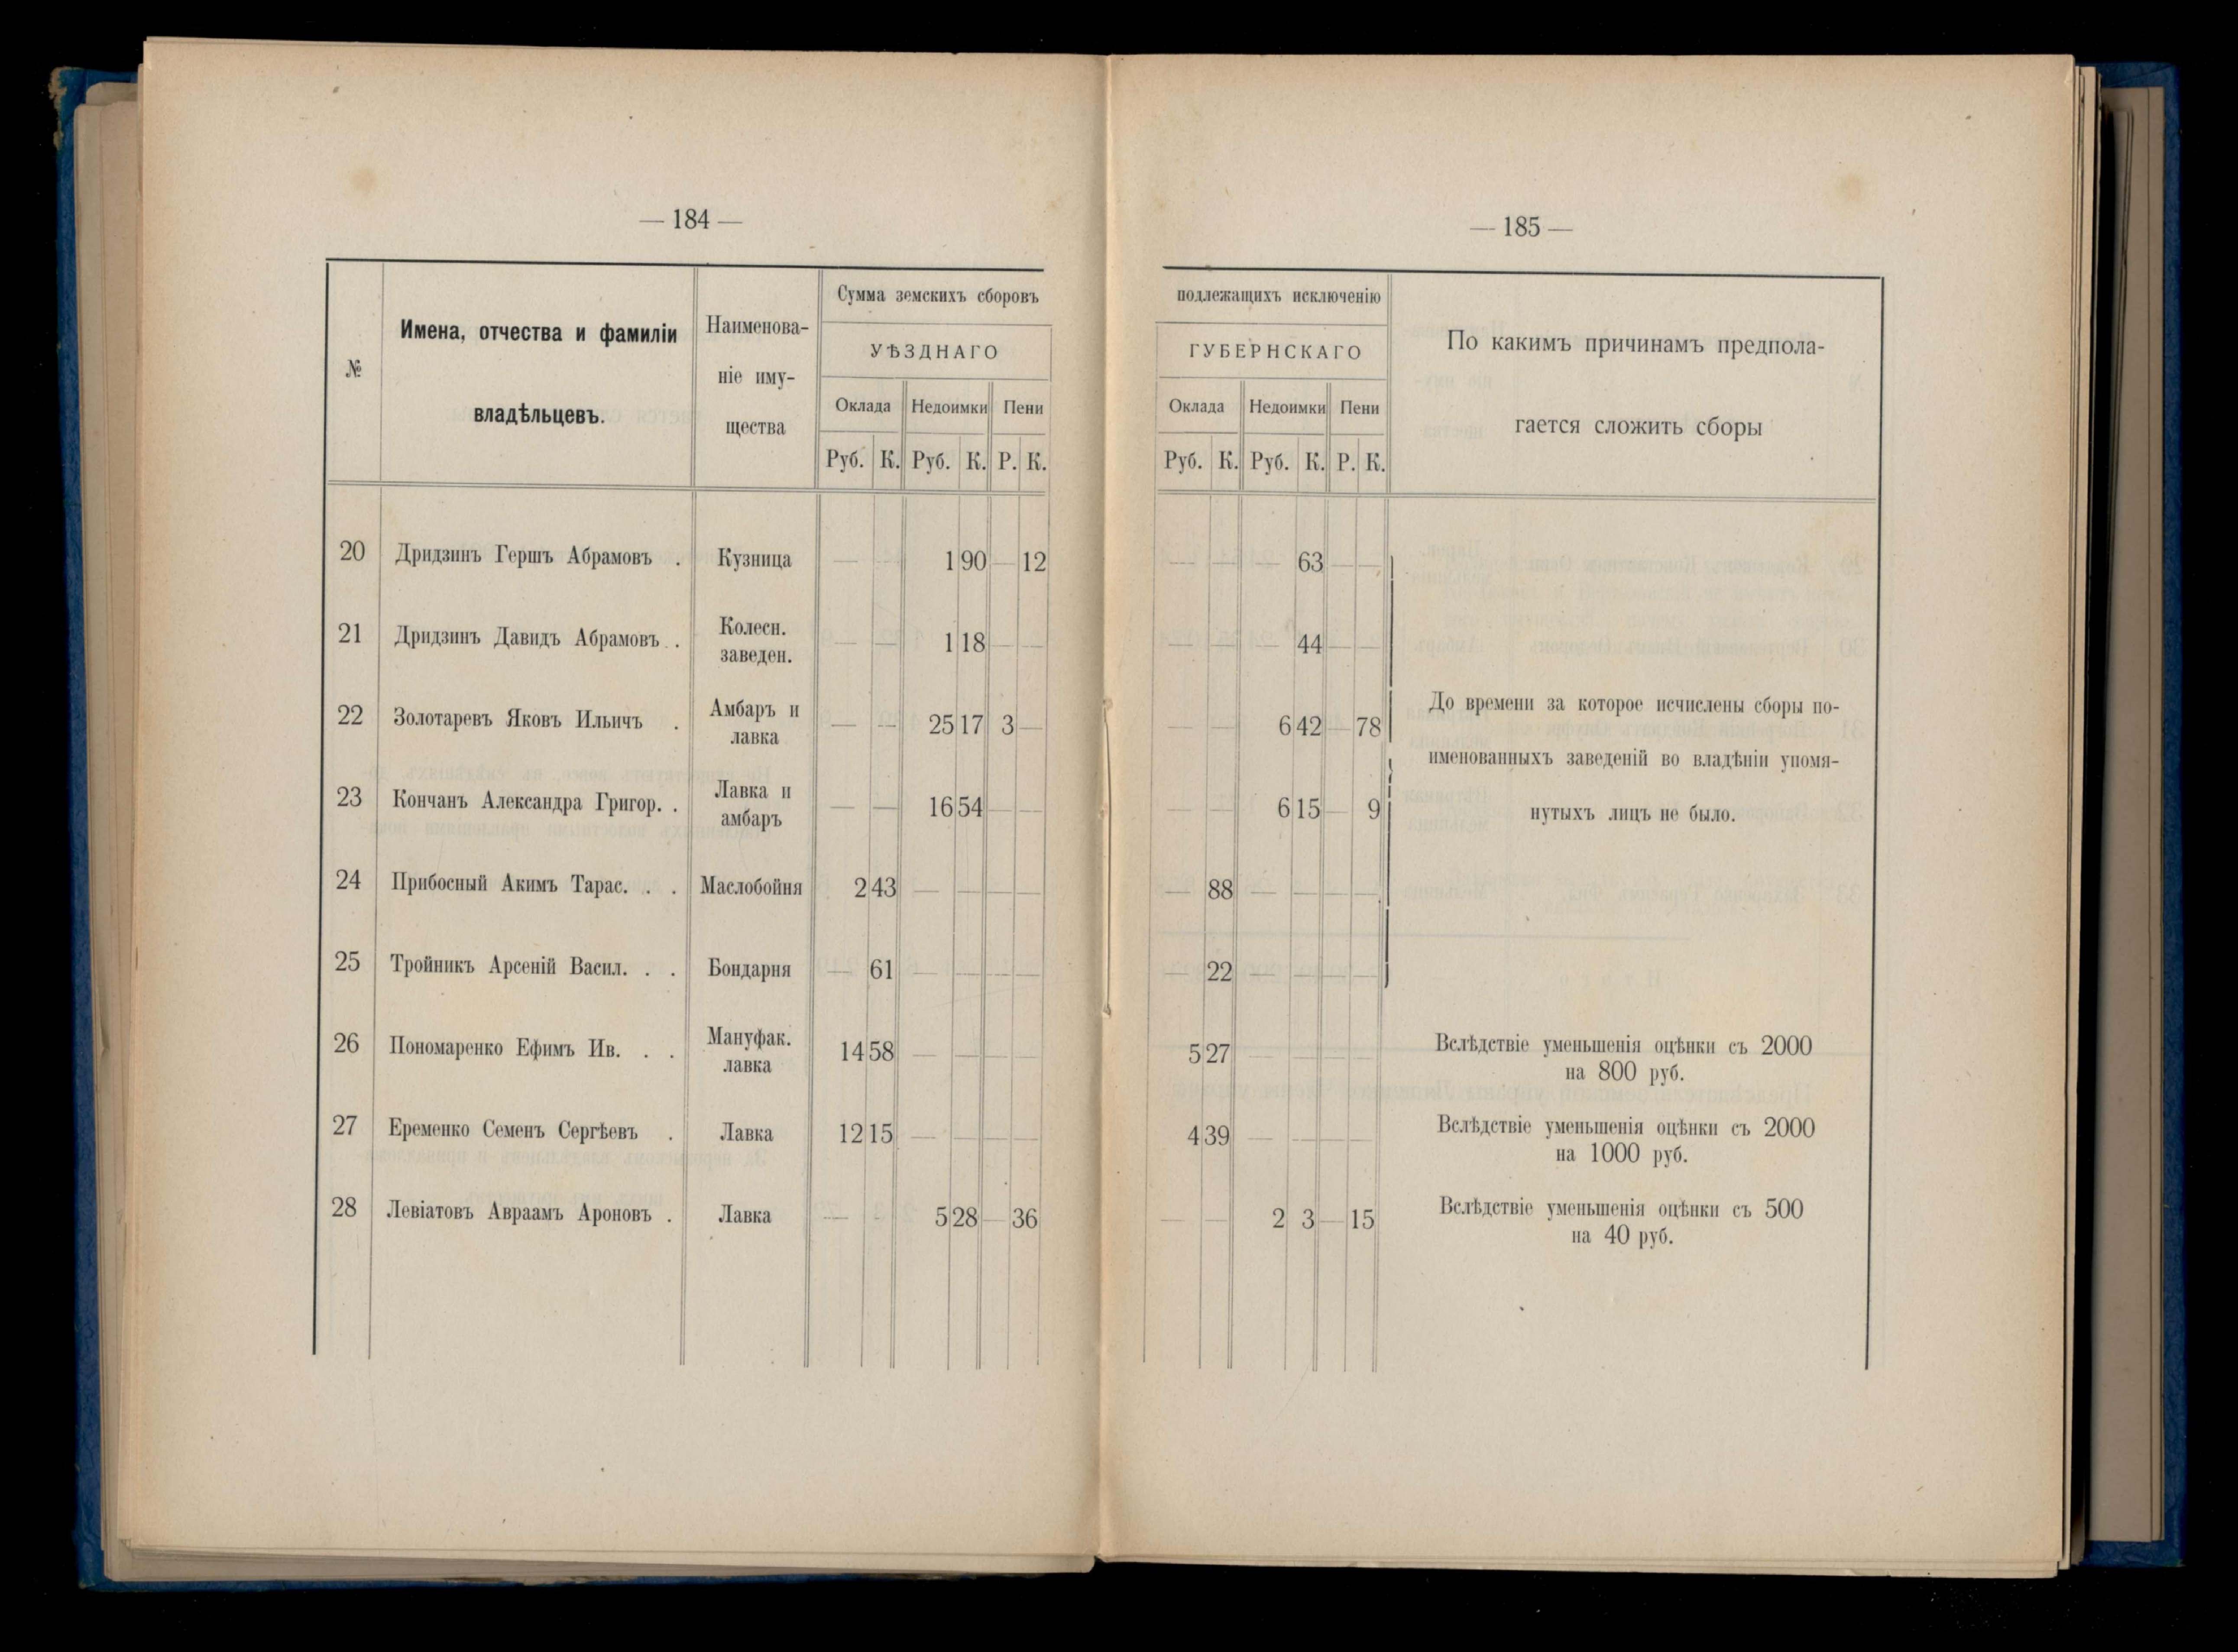 — 184 —
№
Имена, отчества и фамиліи
владѣльцевъ.
Наименова-
ніе иму-
щества
Сумма земскихъ сборовъ
УѢЗДНАГО
Оклада Недоимки Пени
Руб. К. Руб. К. Р. К.
20 Дридзинъ Гершъ Абрамовъ . Кузница — — 1 90 — 12
21 Дридзинъ Давидъ Абрамовъ . . Колесн. заведен. — — 1 18 — —
22 Золотаревъ Яковъ Ильичъ . Амбаръ и лавка — — 25 17 3 —
23 Кончанъ Александра Григор. . Лавка и амбаръ — — 16 54 — —
24 Прибосный Акимъ Тарас. . . Маслобойня 2 43 — — — —
25 Тройникъ Арсеній Васил. . . Бондарня — 61 — — — —
26 Пономаренко Ефимъ Ив. . . Мануфак. лавка 14 58 — — — —
27 Еременко Семенъ Сергѣевъ . Лавка 12 15 — — — —
28 Левіатовъ Авраамъ Ароновъ . Лавка — — 5 28 — 36
— 185 —
подлежащихъ исключенію
ГУБЕРНСКАГО
Оклада Недоимки Пени
Руб. К. Руб. К. Р. К.
По какимъ причинамъ предпола-
гается сложить сборы
— — — 63 — —
— — — 44 — —
— — 6 42 — 78
— — 6 15 — 9
— 88 — — — —
— 22 — — — —
До времени за которое исчислены сборы по-
именованныхъ заведеній во владѣніи упомя-
нутыхъ лицъ не было.
5 27 — — — — Вслѣдствіе уменьшенія оцѣнки съ 2000
на 800 руб.
4 39 — — — — Вслѣдствіе уменьшенія оцѣнки съ 2000
на 1000 руб.
— — 2 3 — 15 Вслѣдствіе уменьшенія оцѣнки съ 500
на 40 руб.